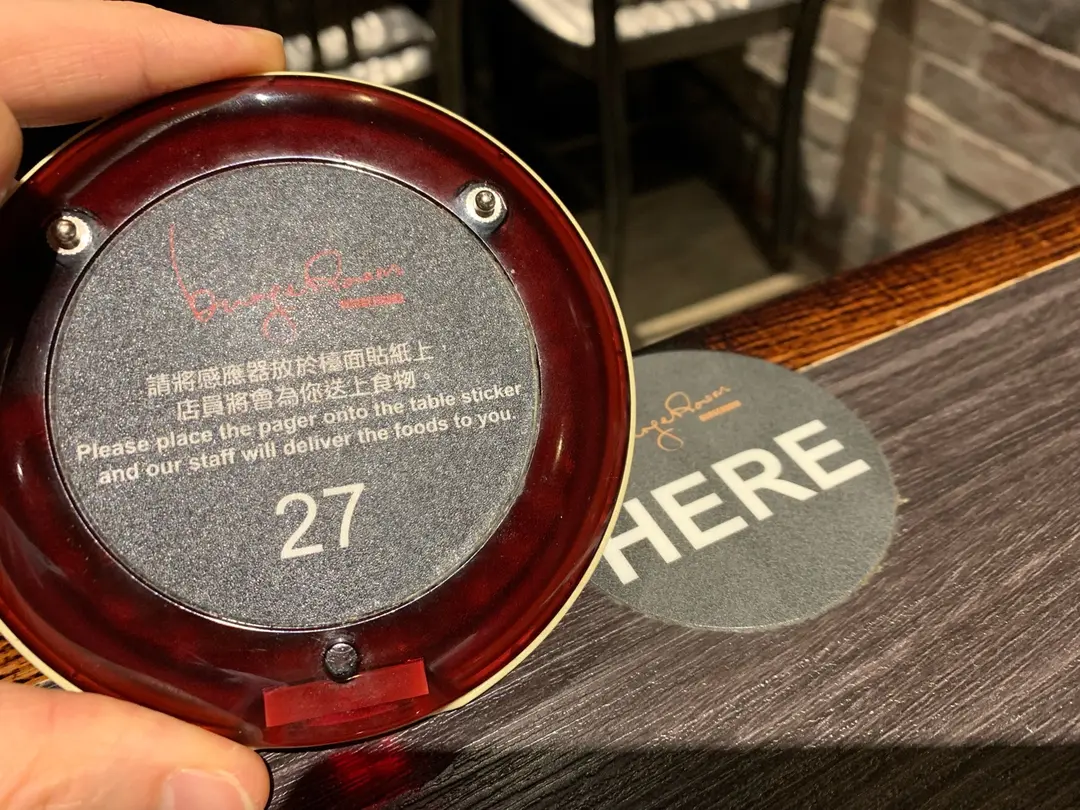 BurgeRoom
請將感應器放於檯面貼紙上，
店員將會為你送上食物。
Please place the pager onto the table sticker
and our staff will deliver the foods to you.
27
HERE